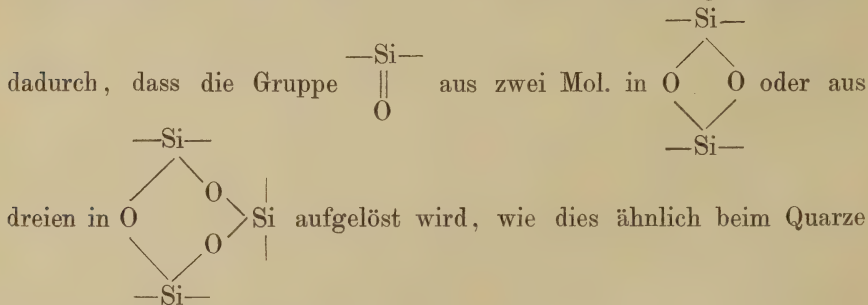 —Si—
—Si—
dadurch, dass die Gruppe || aus zwei Mol. in O O oder aus
O
—Si—
—Si—
O
dreien in O Si aufgelöst wird, wie dies ähnlich beim Quarze
O
—Si—